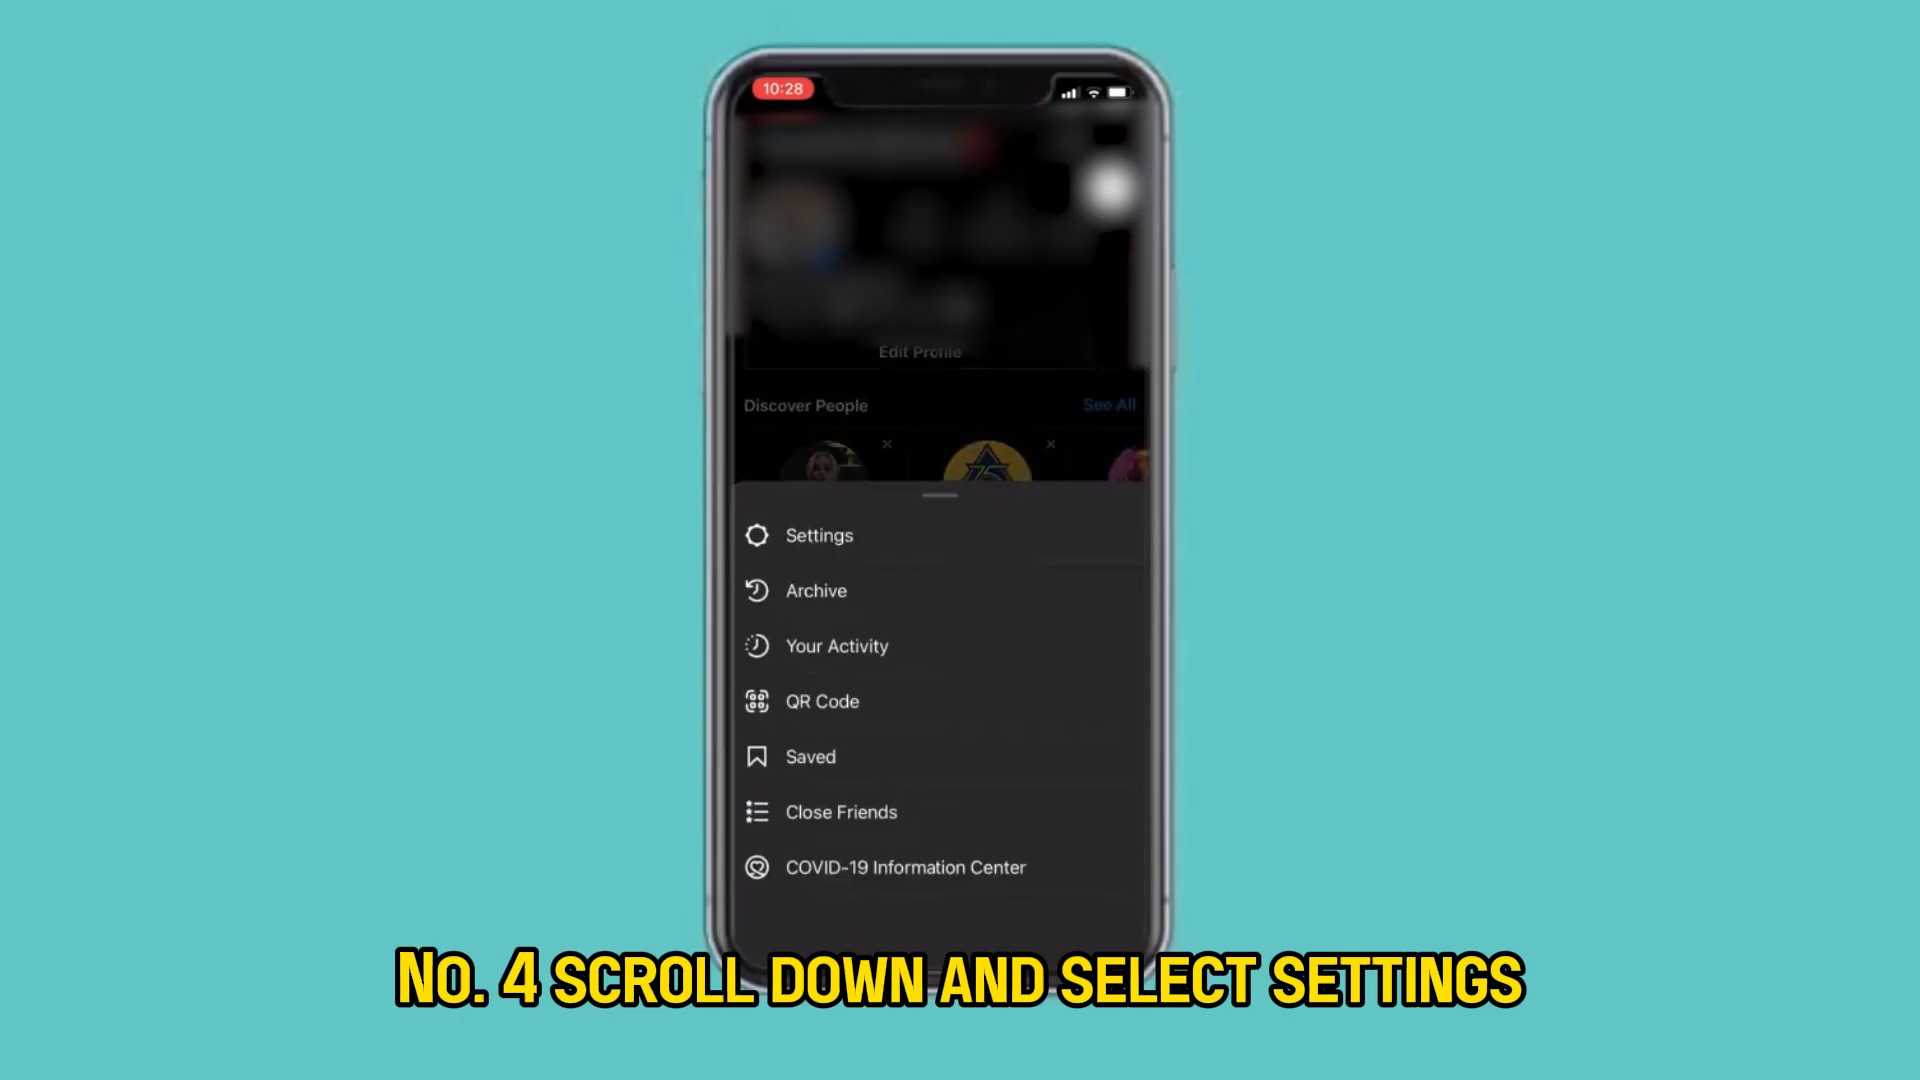 10:28
Edit Profile
Discover People
See All
75
Settings
Archive
Your Activity
QR Code
Saved
Close Friends
COVID-19 Information Center
NO. 4 SCROLL DOWN AND SELECT SETTINGS